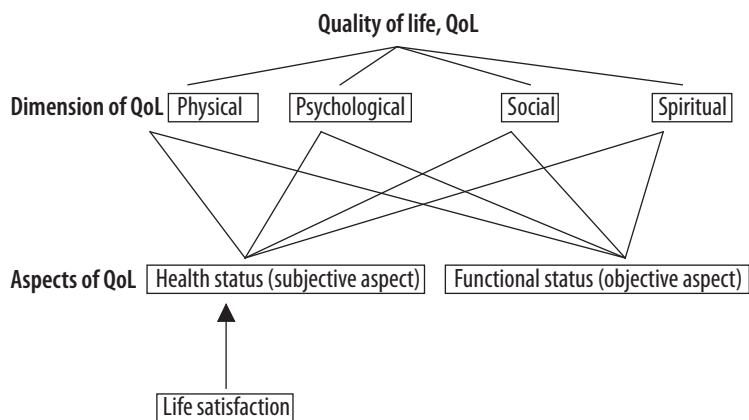 Quality of life, QoL
Dimension of QoL Physical Psychological Social Spiritual
Aspects of QoL Health status (subjective aspect) Functional status (objective aspect)
Life satisfaction